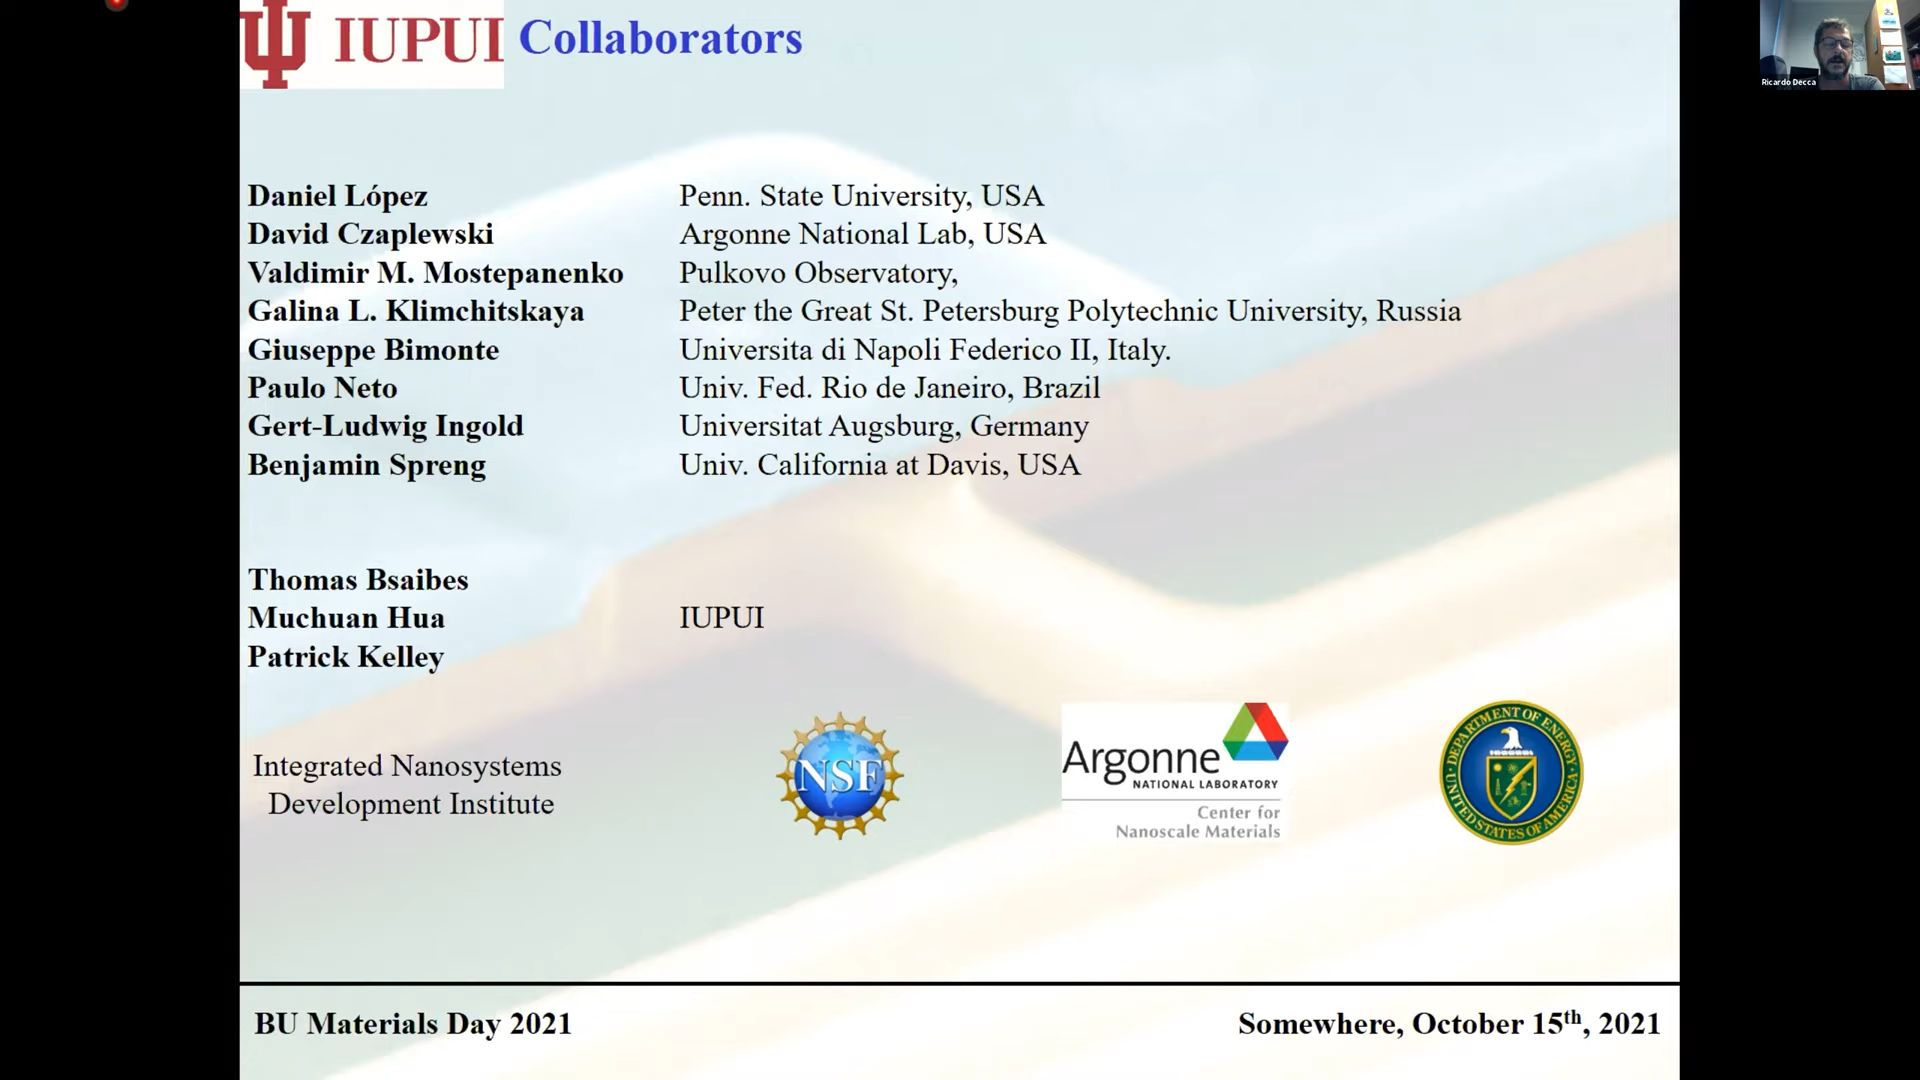 IUPUI Collaborators
Ricardo Decca
Daniel López Penn. State University, USA
David Czaplewski Argonne National Lab, USA
Valdimir M. Mostepanenko Pulkovo Observatory,
Galina L. Klimchitskaya Peter the Great St. Petersburg Polytechnic University, Russia
Giuseppe Bimonte Universita di Napoli Federico II, Italy.
Paulo Neto Univ. Fed. Rio de Janeiro, Brazil
Gert-Ludwig Ingold Universitat Augsburg, Germany
Benjamin Spreng Univ. California at Davis, USA
Thomas Bsaibes
Muchuan Hua IUPUI
Patrick Kelley
Integrated Nanosystems
Development Institute
NSF
Argonne
NATIONAL LABORATORY
Center for
Nanoscale Materials
DEPARTMENT OF ENERGY
UNITED STATES OF AMERICA
BU Materials Day 2021 Somewhere, October 15th, 2021